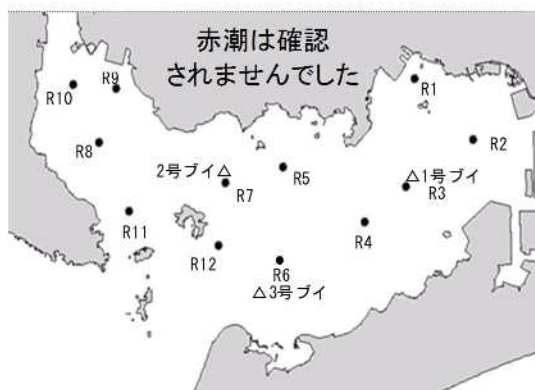 赤潮は確認
されませんでした
R1
R9
R10
R2
R8
R5
2号ブイ△
△1号ブイ
R7
R3
R11
R4
R12
R6
△3号ブイ